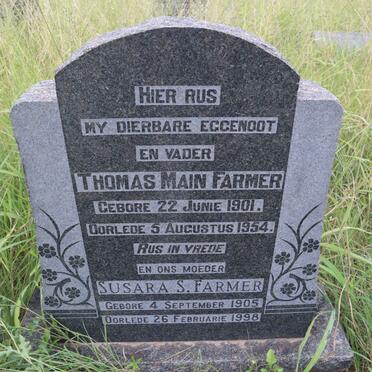 HIER RUS
MY DIERBARE EGGENOOT
EN VADER
THOMAS MAIN FARMER
GEBORE 22 JUNIE 1901.
OORLEDE 5 AUGUSTUS 1954.
RUS IN VREDE
EN ONS MOEDER
SUSARA S. FARMER
GEBORE 4 SEPTEMBER 1905
OORLEDE 26 FEBRUARIE 1998